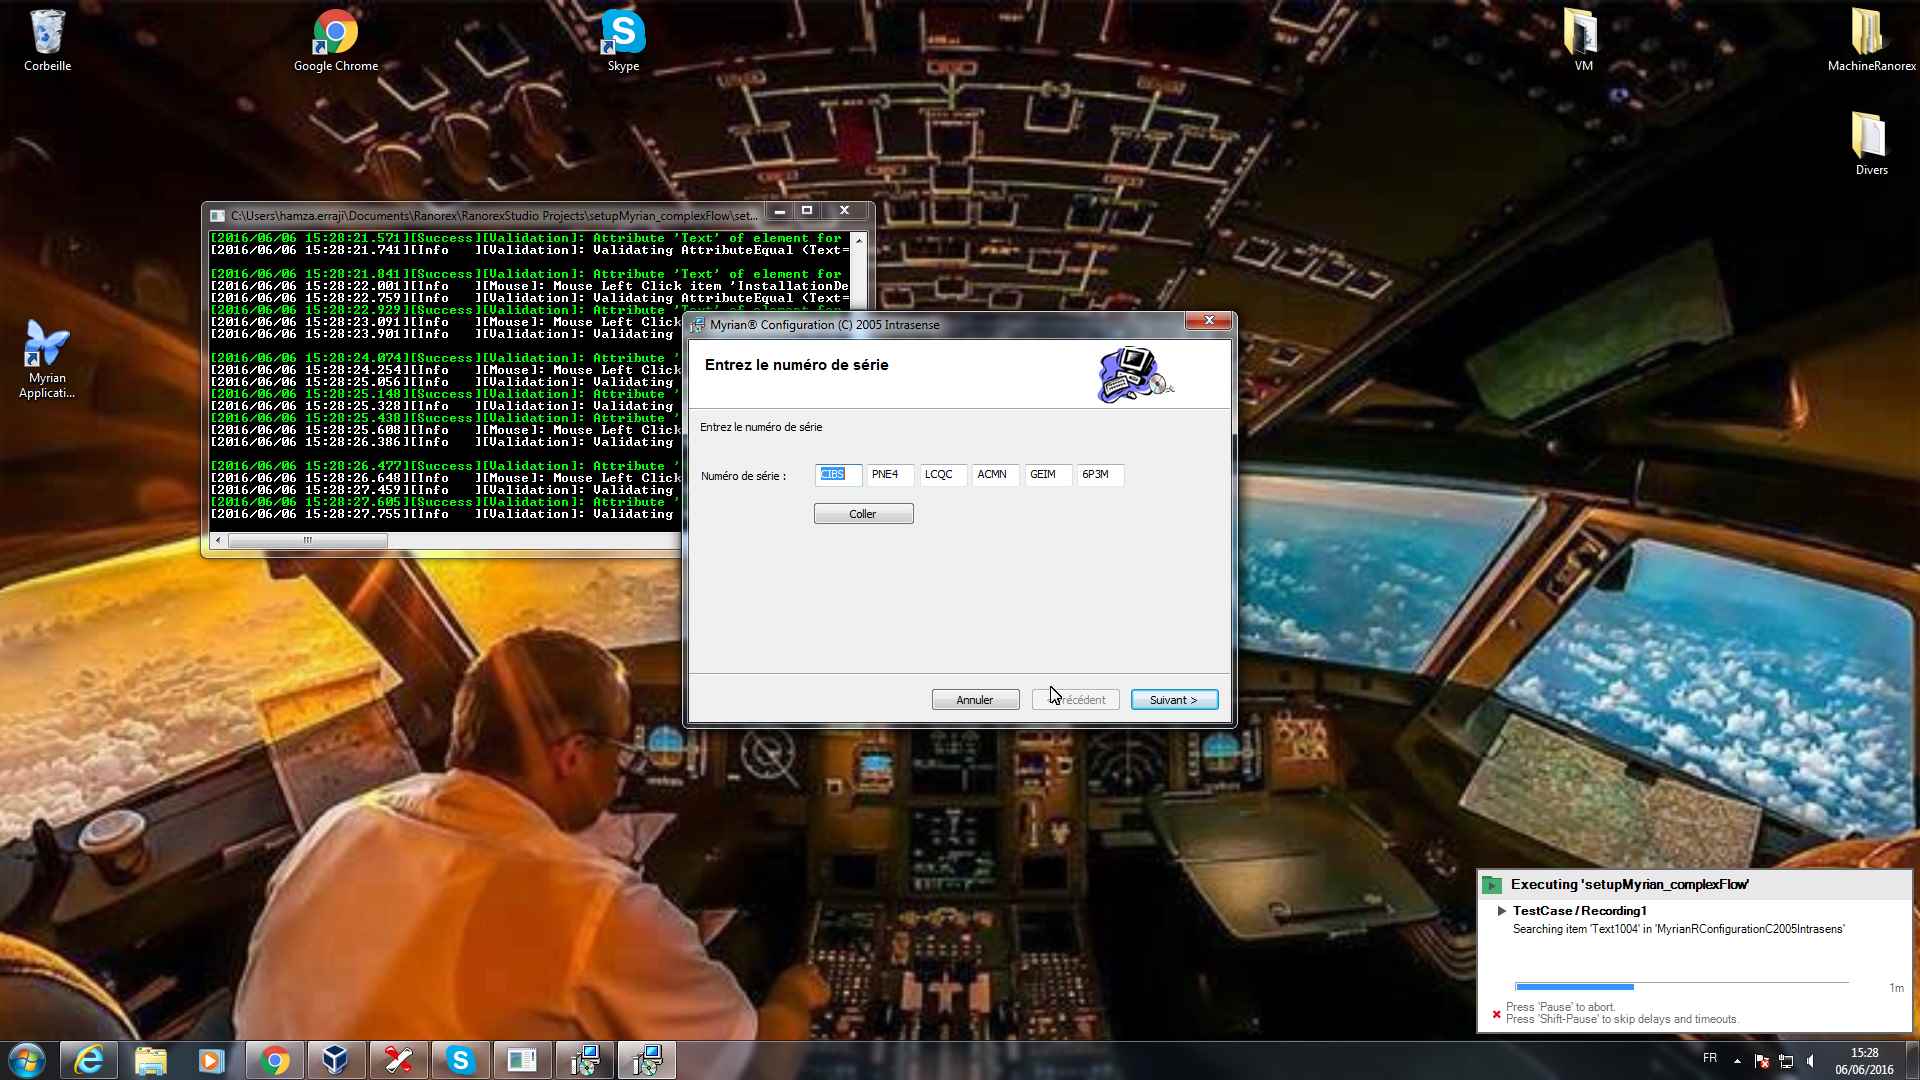 Corbeille
Google Chrome
Skype
VM
MachineRanorex
Divers
Myrian
Applicati...
C:\Users\hamza.erraji\Documents\Ranorex\RanorexStudio Projects\setupMyrian_complexFlow\set...
[2016/06/06 15:28:21.571][Success][Validation]: Attribute 'Text' of element for
[2016/06/06 15:28:21.741][Info   ][Validation]: Validating AttributeEqual (Text=
[2016/06/06 15:28:21.841][Success][Validation]: Attribute 'Text' of element for
[2016/06/06 15:28:22.001][Info   ][Mouse]: Mouse Left Click item 'InstallationDe
[2016/06/06 15:28:22.759][Info   ][Validation]: Validating AttributeEqual (Text=
[2016/06/06 15:28:22.929][Success][Validation]: Attribute 'Text' of element for
[2016/06/06 15:28:23.091][Info   ][Mouse]: Mouse Left Click
[2016/06/06 15:28:23.901][Info   ][Validation]: Validating
[2016/06/06 15:28:24.074][Success][Validation]: Attribute '
[2016/06/06 15:28:24.254][Info   ][Mouse]: Mouse Left Click
[2016/06/06 15:28:25.056][Info   ][Validation]: Validating
[2016/06/06 15:28:25.148][Success][Validation]: Attribute '
[2016/06/06 15:28:25.328][Info   ][Validation]: Validating
[2016/06/06 15:28:25.438][Success][Validation]: Attribute '
[2016/06/06 15:28:25.608][Info   ][Mouse]: Mouse Left Click
[2016/06/06 15:28:26.386][Info   ][Validation]: Validating
[2016/06/06 15:28:26.477][Success][Validation]: Attribute '
[2016/06/06 15:28:26.648][Info   ][Mouse]: Mouse Left Click
[2016/06/06 15:28:27.459][Info   ][Validation]: Validating
[2016/06/06 15:28:27.605][Success][Validation]: Attribute '
[2016/06/06 15:28:27.755][Info   ][Validation]: Validating
Myrian® Configuration (C) 2005 Intrasense
Entrez le numéro de série
Entrez le numéro de série
Numéro de série : CIBS PNE4 LCQC ACMN GEIM 6P3M
Coller
Annuler
Suivant >
Executing 'setupMyrian_complexFlow'
TestCase / Recording1
Searching item 'Text1004' in 'MyrianRConfigurationC2005Intrasens'
1m
Press 'Pause' to abort.
Press 'Shift-Pause' to skip delays and timeouts.
FR
15:28
06/06/2016